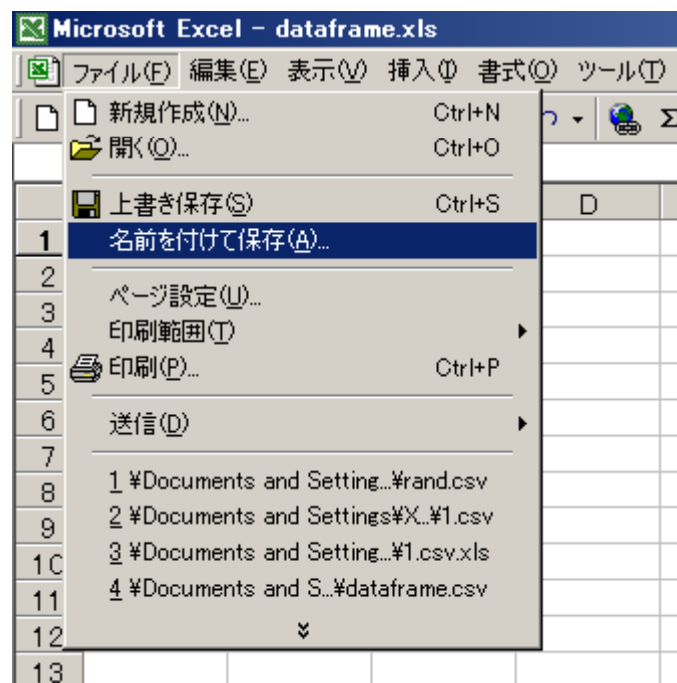 Microsoft Excel - dataframe.xls
ファイル(F) 編集(E) 表示(V) 挿入(I) 書式(O) ツール(T)
新規作成(N)... Ctrl+N
開く(O)... Ctrl+O
上書き保存(S) Ctrl+S
名前を付けて保存(A)...
ページ設定(U)...
印刷範囲(T)
印刷(P)... Ctrl+P
送信(D)
1 ¥Documents and Setting...¥rand.csv
2 ¥Documents and Settings¥X...¥1.csv
3 ¥Documents and Setting...¥1.csv.xls
4 ¥Documents and S...¥dataframe.csv
Σ
D
1
2
3
4
5
6
7
8
9
10
11
12
13